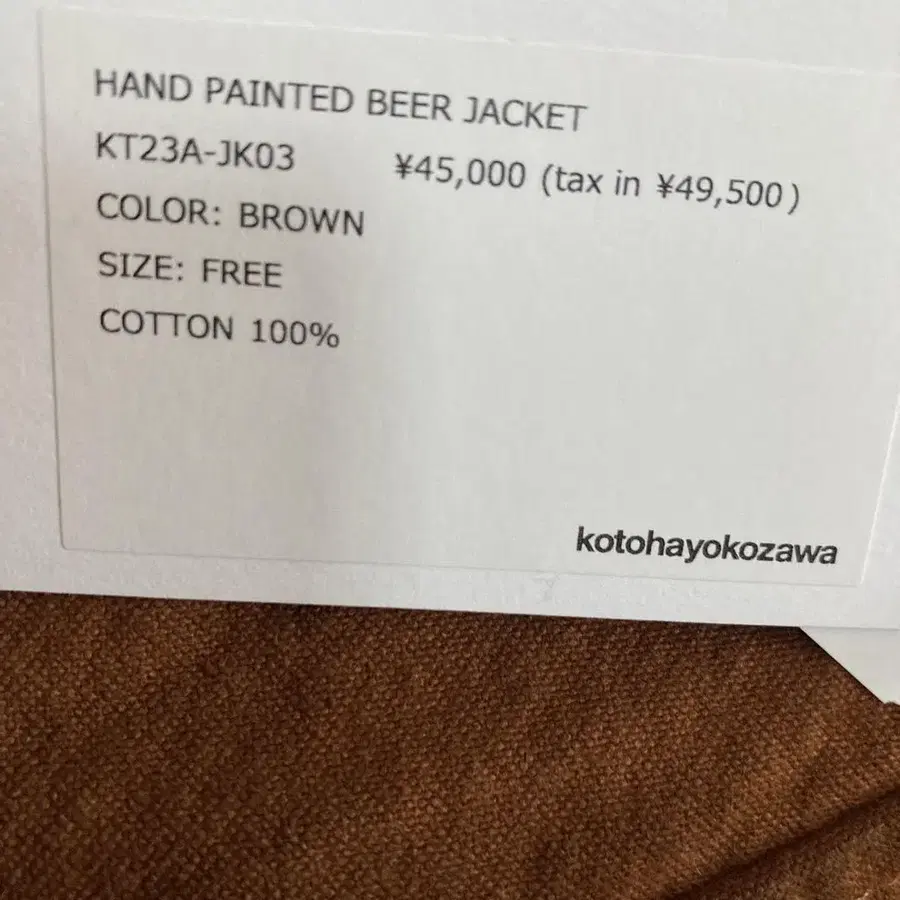 HAND PAINTED BEER JACKET
KT23A-JK03 ¥45,000 (tax in ¥49,500)
COLOR: BROWN
SIZE: FREE
COTTON 100%
kotohayokozawa